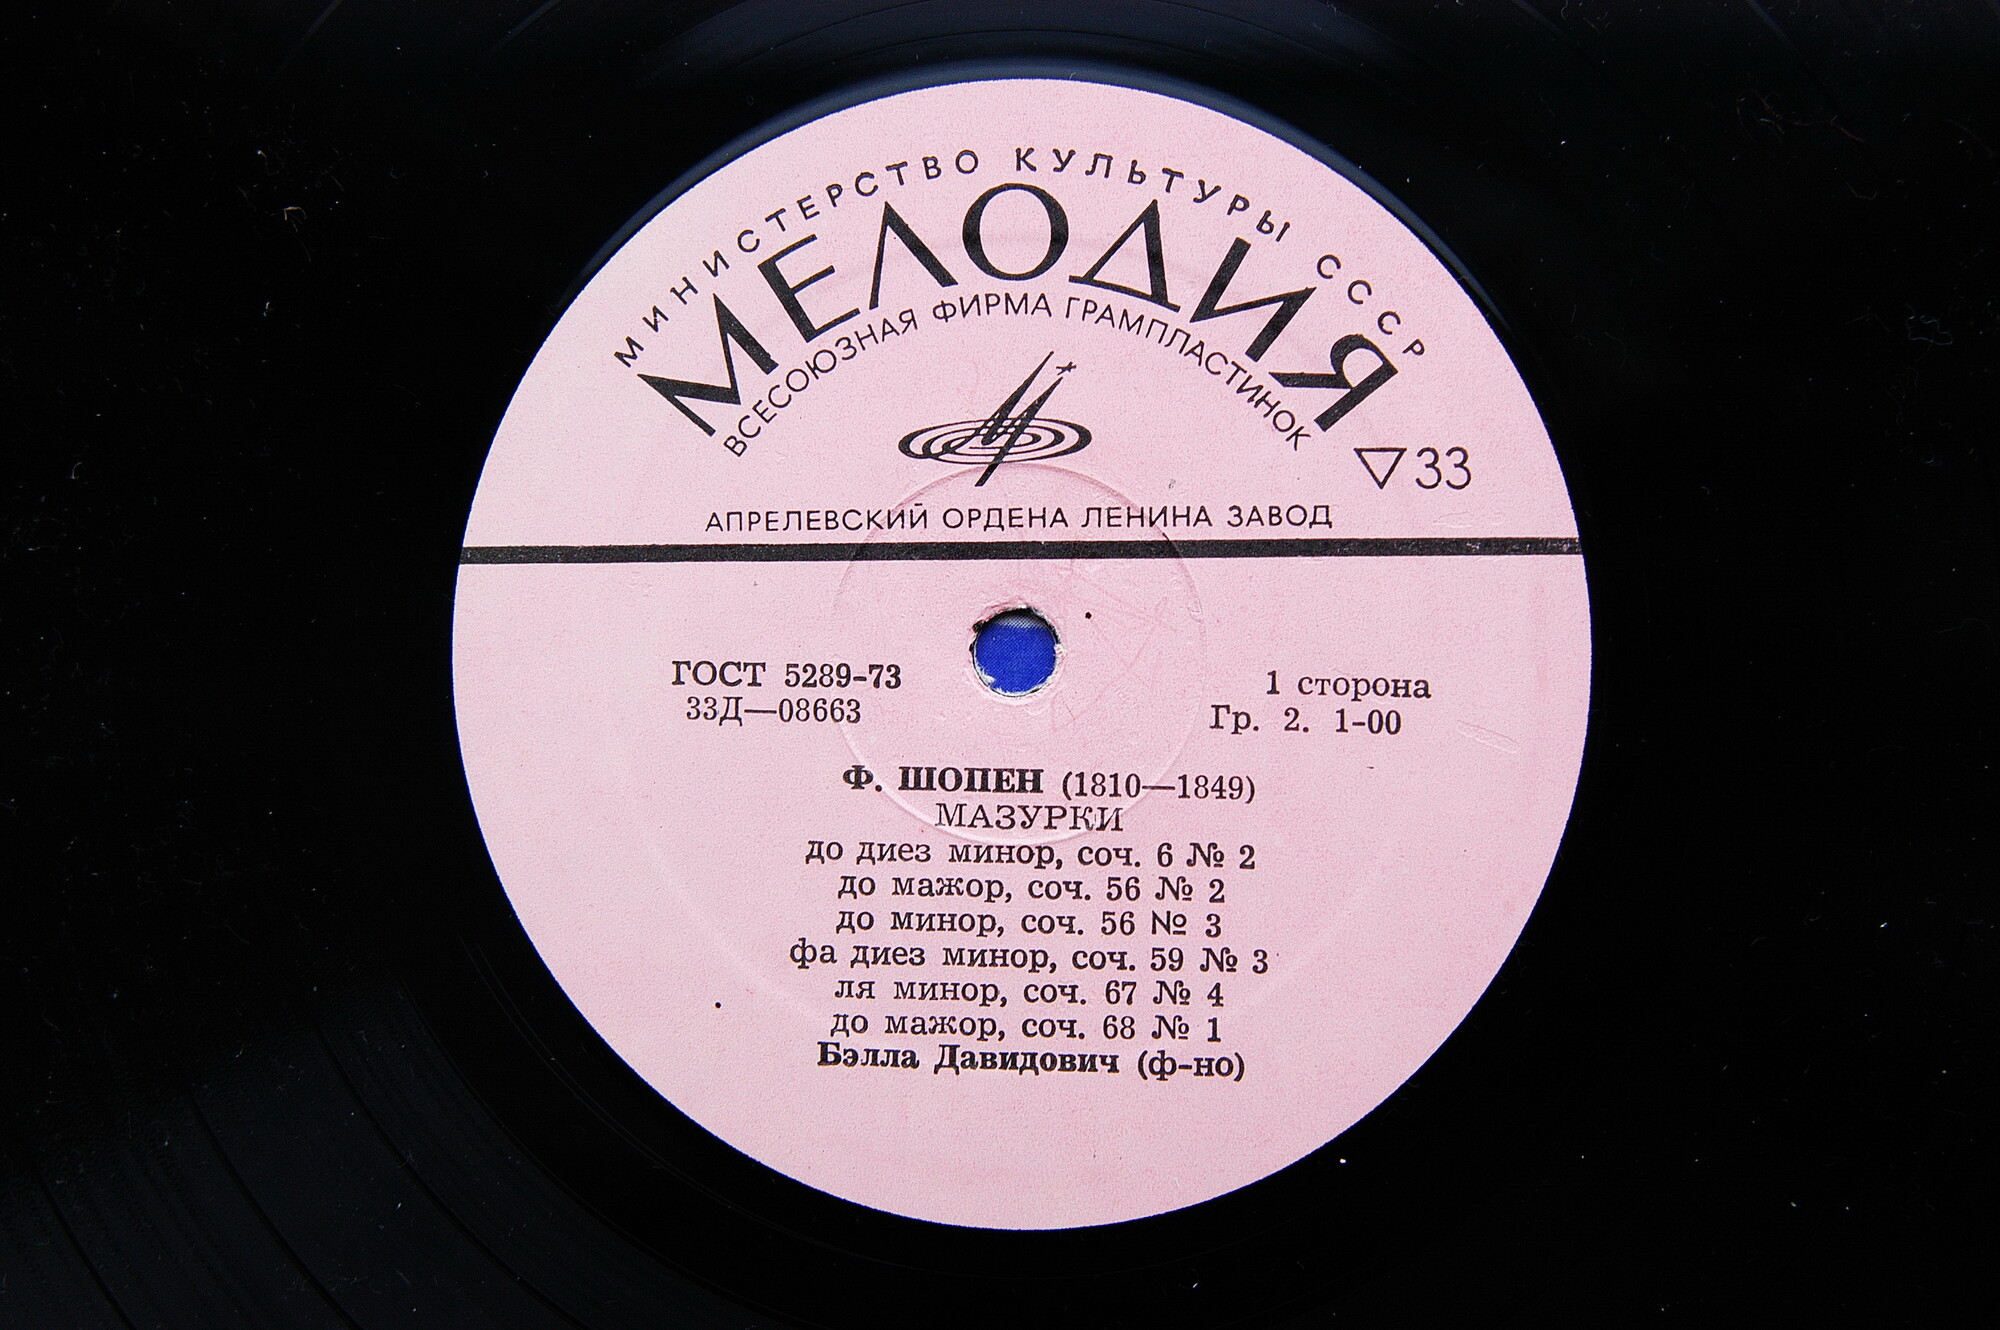 МИНИСТЕРСТВО КУЛЬТУРЫ СССР
МЕЛОДИЯ
ВСЕСОЮЗНАЯ ФИРМА ГРАМПЛАСТИНОК
▽33
АПРЕЛЕВСКИЙ ОРДЕНА ЛЕНИНА ЗАВОД
ГОСТ 5289-73
33Д—08663
1 сторона
Гр. 2. 1-00
Ф. ШОПЕН (1810—1849)
МАЗУРКИ
до диез минор, соч. 6 № 2
до мажор, соч. 56 № 2
до минор, соч. 56 № 3
фа диез минор, соч. 59 № 3
ля минор, соч. 67 № 4
до мажор, соч. 68 № 1
Бэлла Давидович (ф-но)